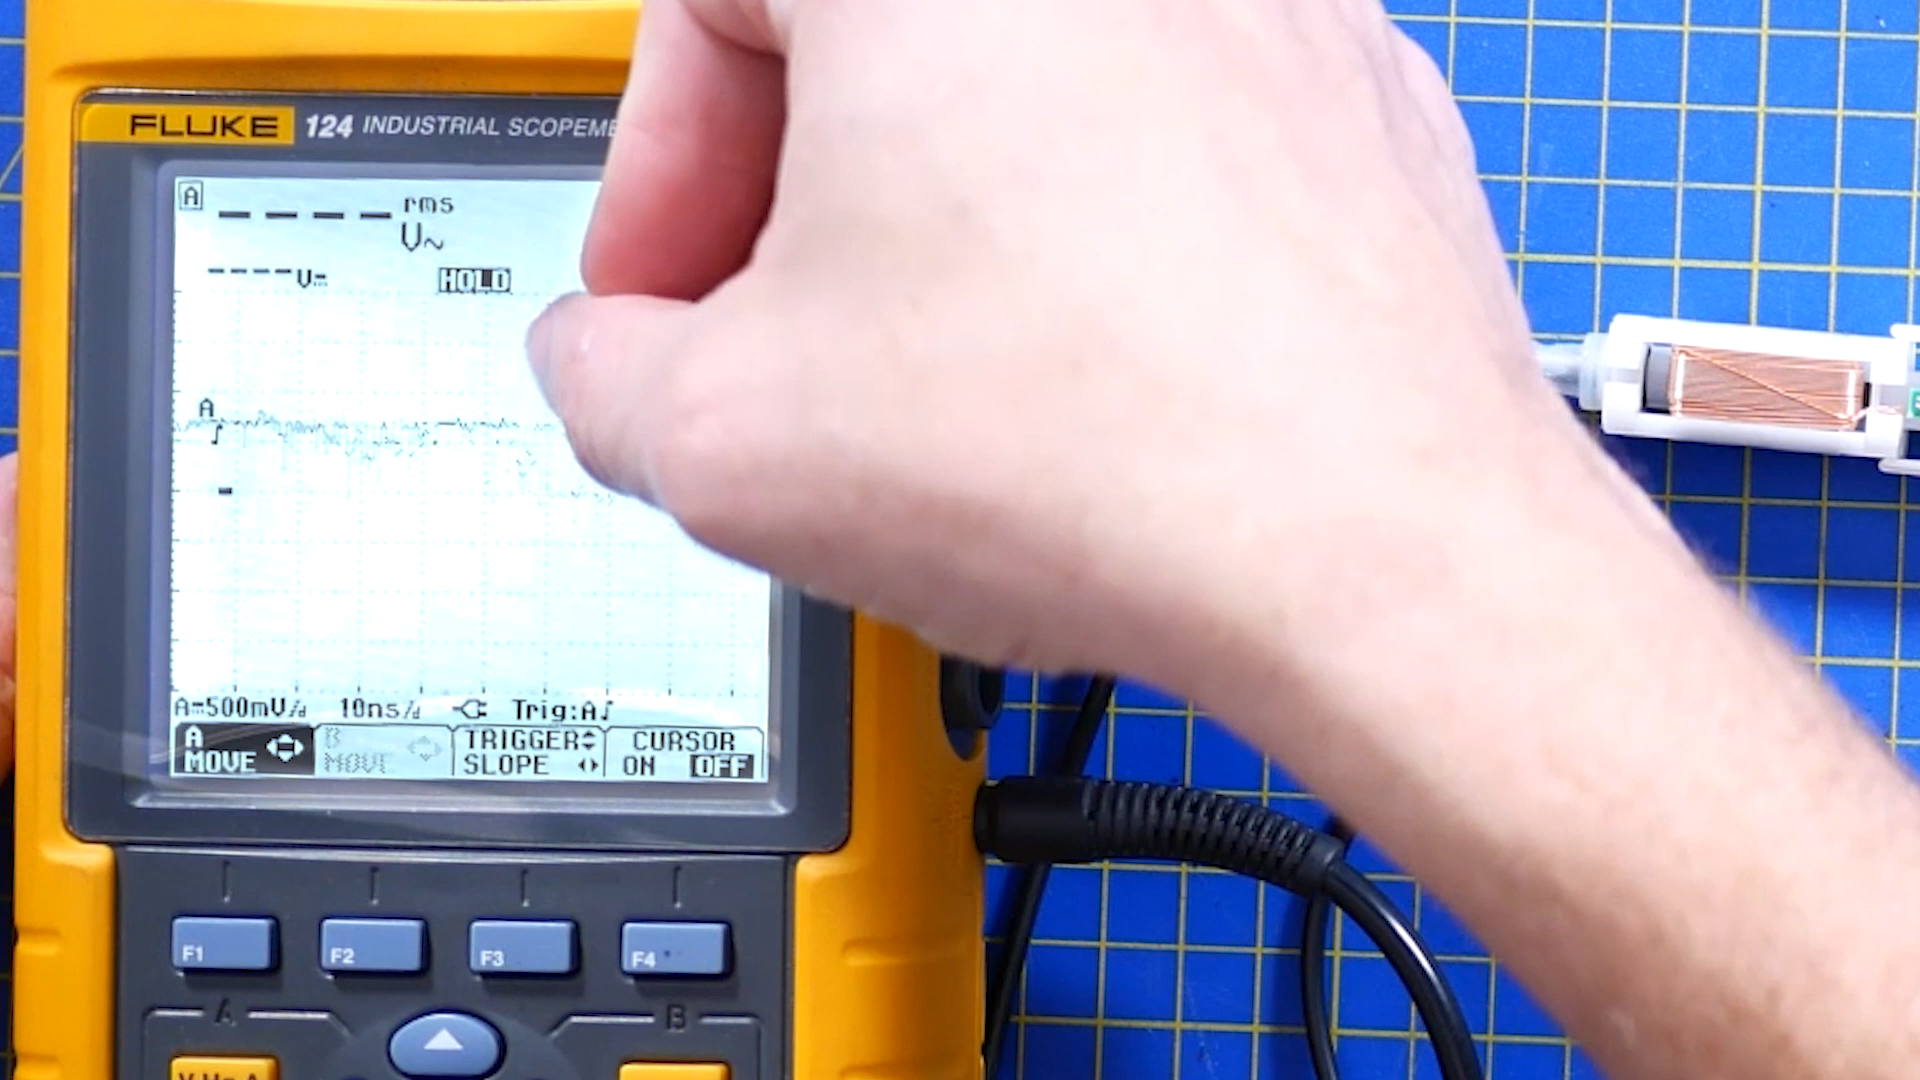 FLUKE 124 INDUSTRIAL
A
rms
V~
V
HOLD
A
A=500mV/d 10ns/d Trig:A
A
MOVE
B
MOVE
TRIGGER
SLOPE
CURSOR
ON OFF
F1 F2 F3 F4
A B